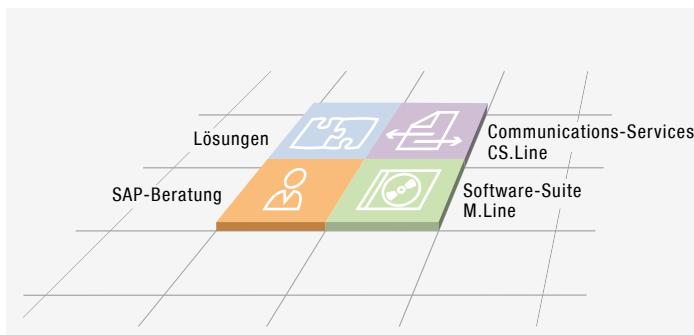 Lösungen
Communications-Services
CS.Line
SAP-Beratung
Software-Suite
M.Line